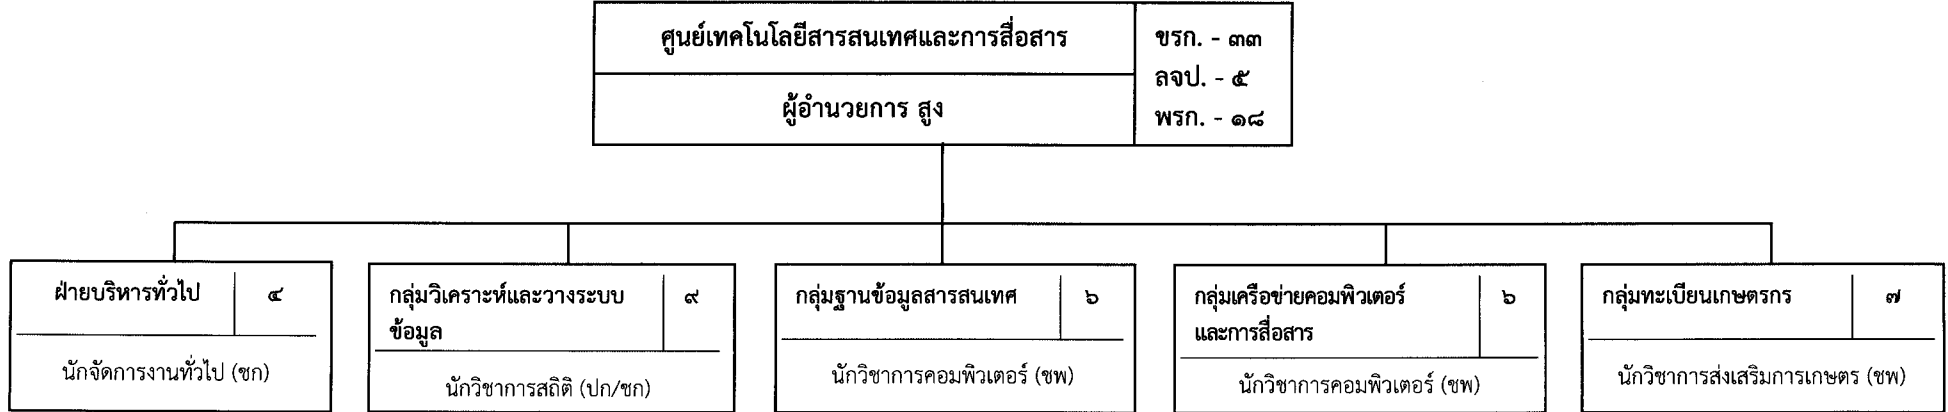 ศูนย์เทคโนโลยีสารสนเทศและการสื่อสาร
ผู้อำนวยการ สูง
ขรก. - ๓๓
ลจป. - ๕
พรก. - ๑๘
ฝ่ายบริหารทั่วไป ๔
นักจัดการงานทั่วไป (ชก)
กลุ่มวิเคราะห์และวางระบบ ๙
ข้อมูล
นักวิชาการสถิติ (ปก/ชก)
กลุ่มฐานข้อมูลสารสนเทศ ๖
นักวิชาการคอมพิวเตอร์ (ชพ)
กลุ่มเครือข่ายคอมพิวเตอร์ ๖
และการสื่อสาร
นักวิชาการคอมพิวเตอร์ (ชพ)
กลุ่มทะเบียนเกษตรกร ๗
นักวิชาการส่งเสริมการเกษตร (ชพ)